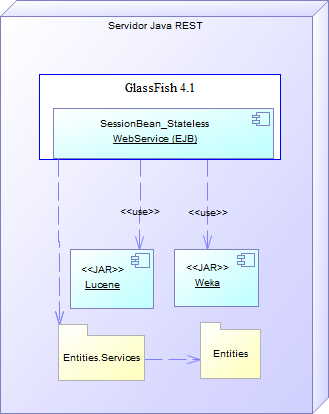 Servidor Java REST
GlassFish 4.1
SessionBean_Stateless
WebService (EJB)
<<use>> <<use>>
<<JAR>> <<JAR>>
Lucene Weka
Entities.Services Entities